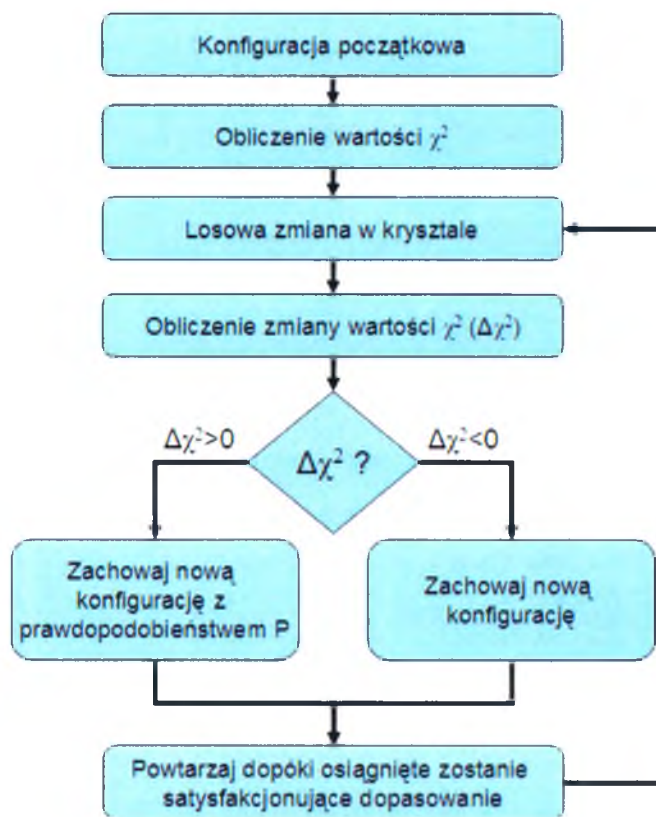 Konfiguracja początkowa
Obliczenie wartości χ²
Losowa zmiana w krysztale
Obliczenie zmiany wartości χ² (Δχ²)
Δχ²>0
Δχ²<0
Δχ² ?
Zachowaj nową
konfigurację z
prawdopodobieństwem P
Zachowaj nową
konfigurację
Powtarzaj dopóki osiągnięte zostanie
satysfakcjonujące dopasowanie